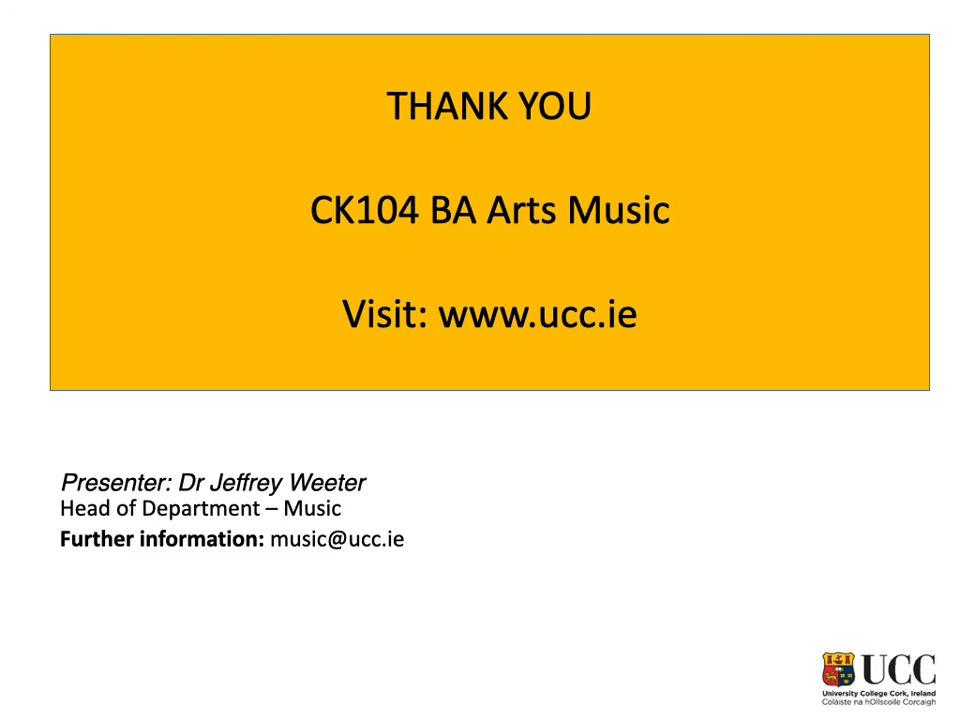 THANK YOU
CK104 BA Arts Music
Visit: www.ucc.ie
Presenter: Dr Jeffrey Weeter
Head of Department – Music
Further information: music@ucc.ie
UCC
University College Cork, Ireland
Coláiste na hOllscoile Corcaigh